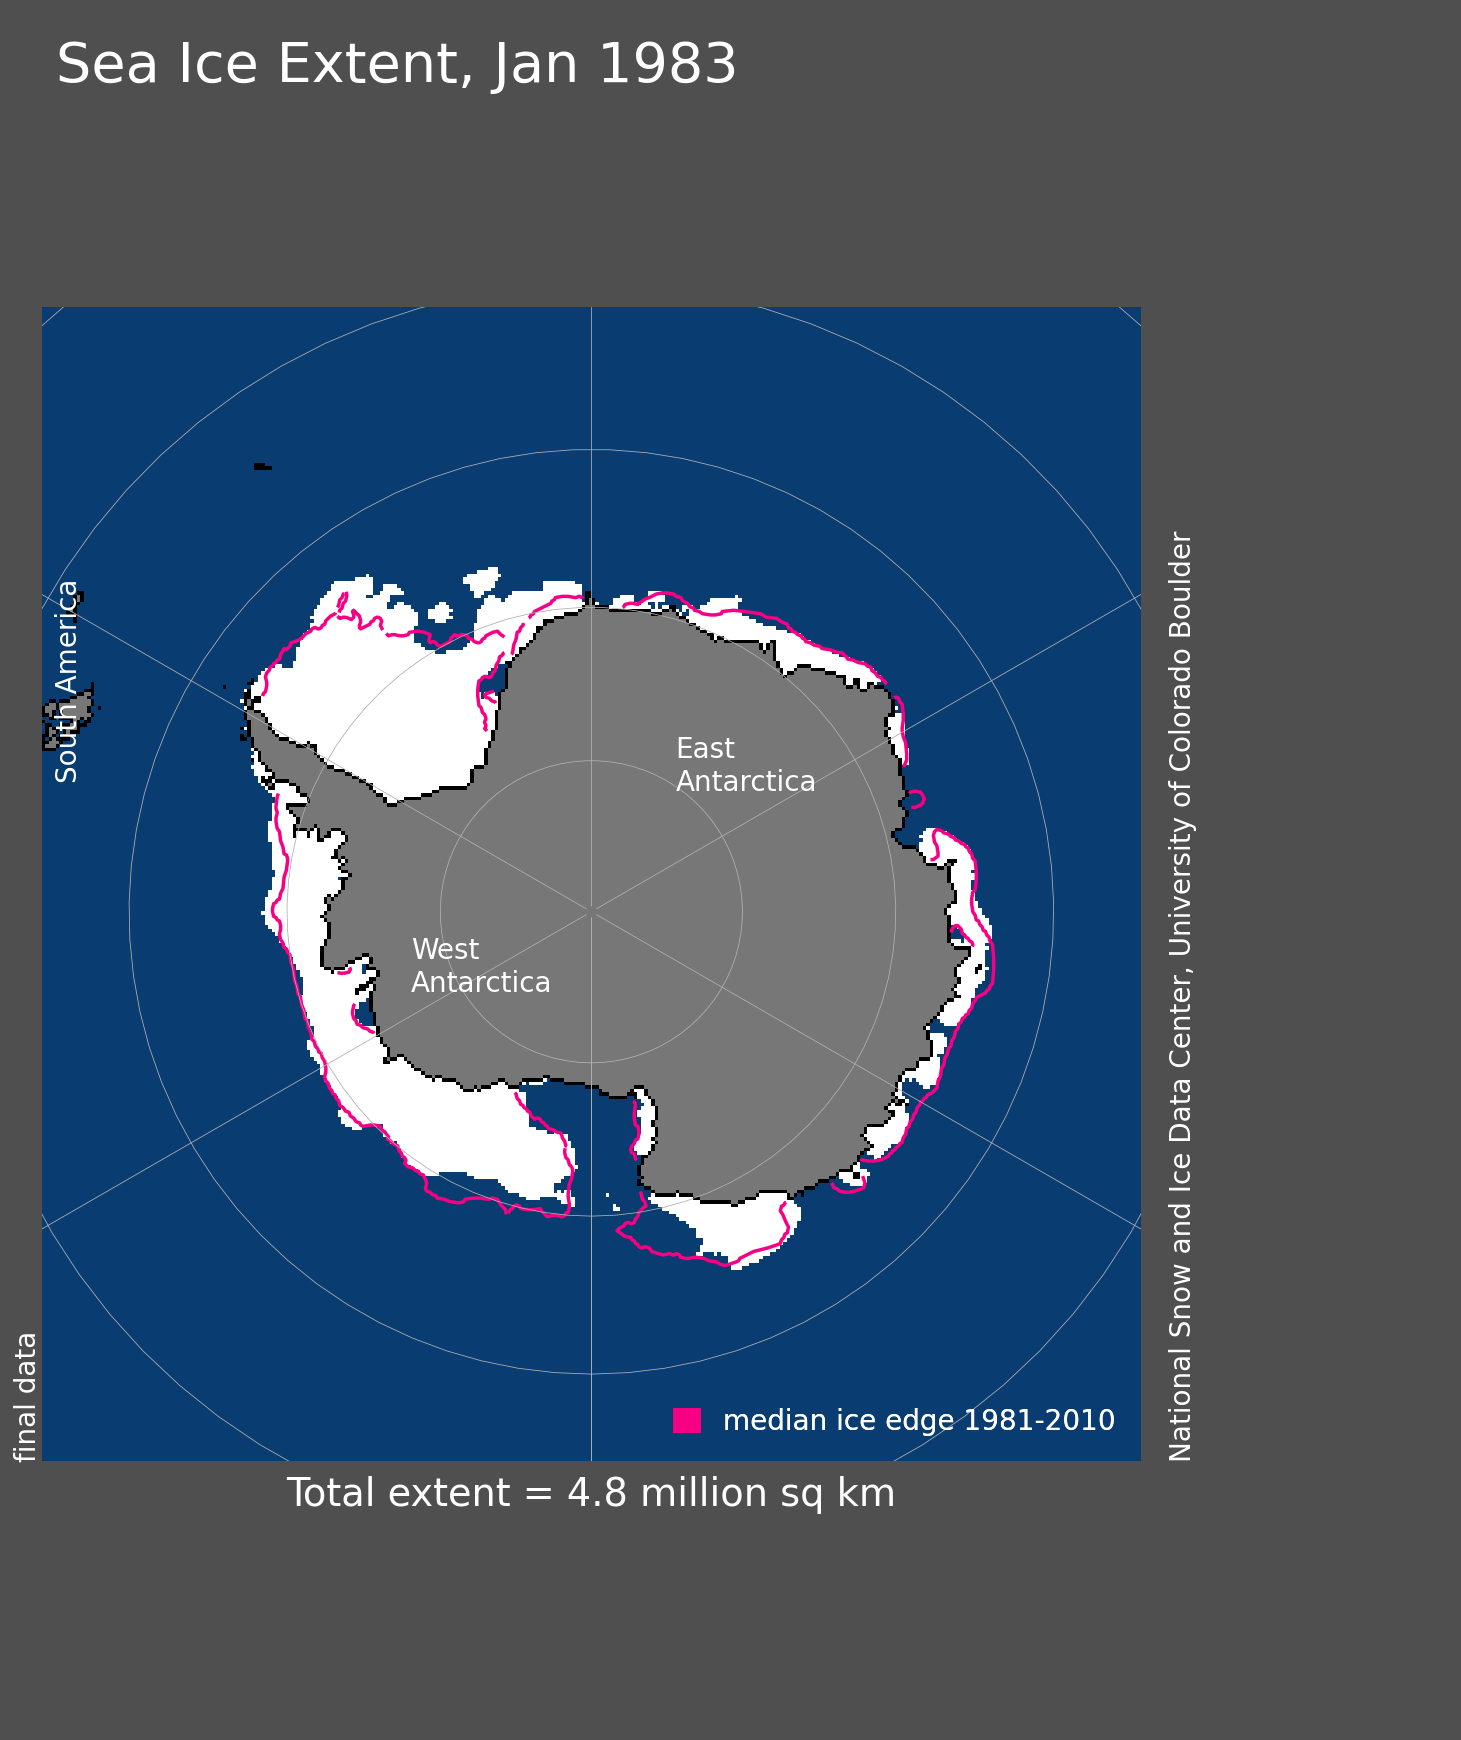 Sea Ice Extent, Jan 1983
South America
East
Antarctica
West
Antarctica
median ice edge 1981-2010
final data
National Snow and Ice Data Center, University of Colorado Boulder
Total extent = 4.8 million sq km